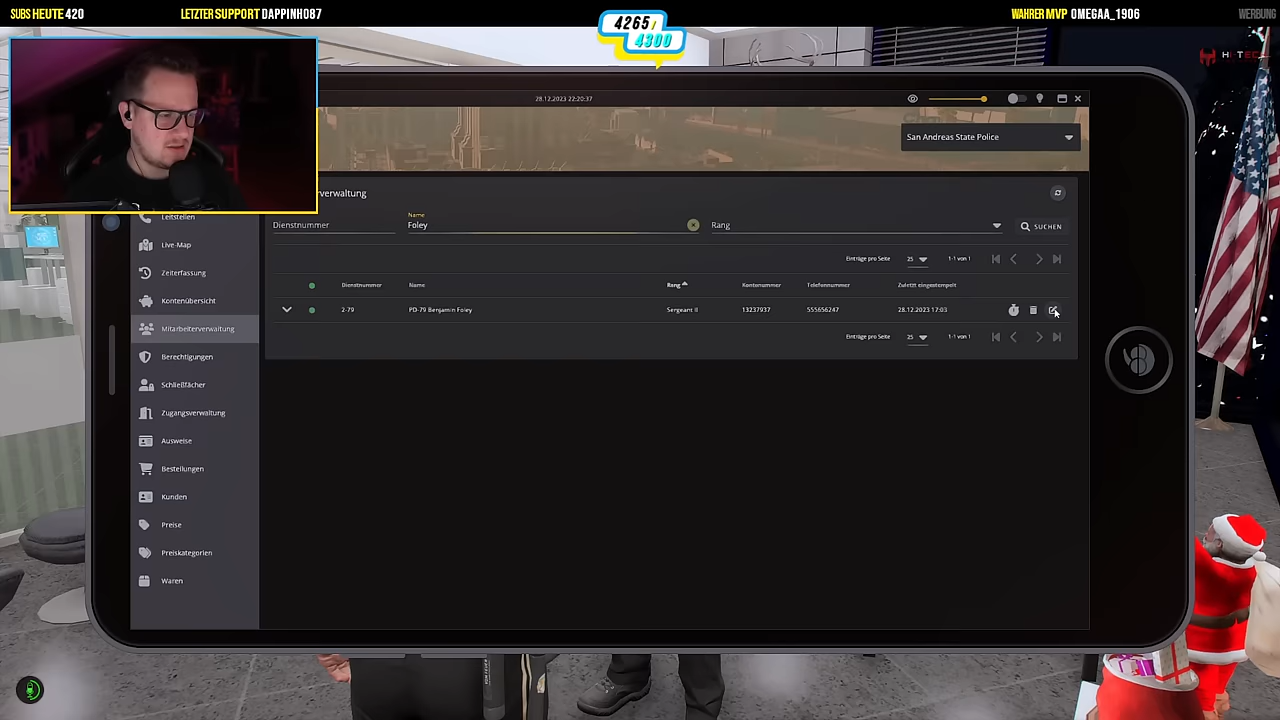 SUBS HEUTE 420
LETZTER SUPPORT DAPPINHO87
4265/
4300
WAHRER MVP OMEGAA_1906
WERBUNG
28.12.2023 22:20:37
San Andreas State Police
rverwaltung
Dienstnummer
Name
Foley
Rang
SUCHEN
Einträge pro Seite 25 1-1 von 1
Dienstnummer Name Rang Kontonummer Telefonnummer Zuletzt eingestempelt
2-79 PD-79 Benjamin Foley Sergeant II 13237937 555656247 28.12.2023 17:03
Einträge pro Seite 25 1-1 von 1
Leitstellen
Live-Map
Zeiterfassung
Kontenübersicht
Mitarbeiterverwaltung
Berechtigungen
Schließfächer
Zugangsverwaltung
Ausweise
Bestellungen
Kunden
Preise
Preiskategorien
Waren